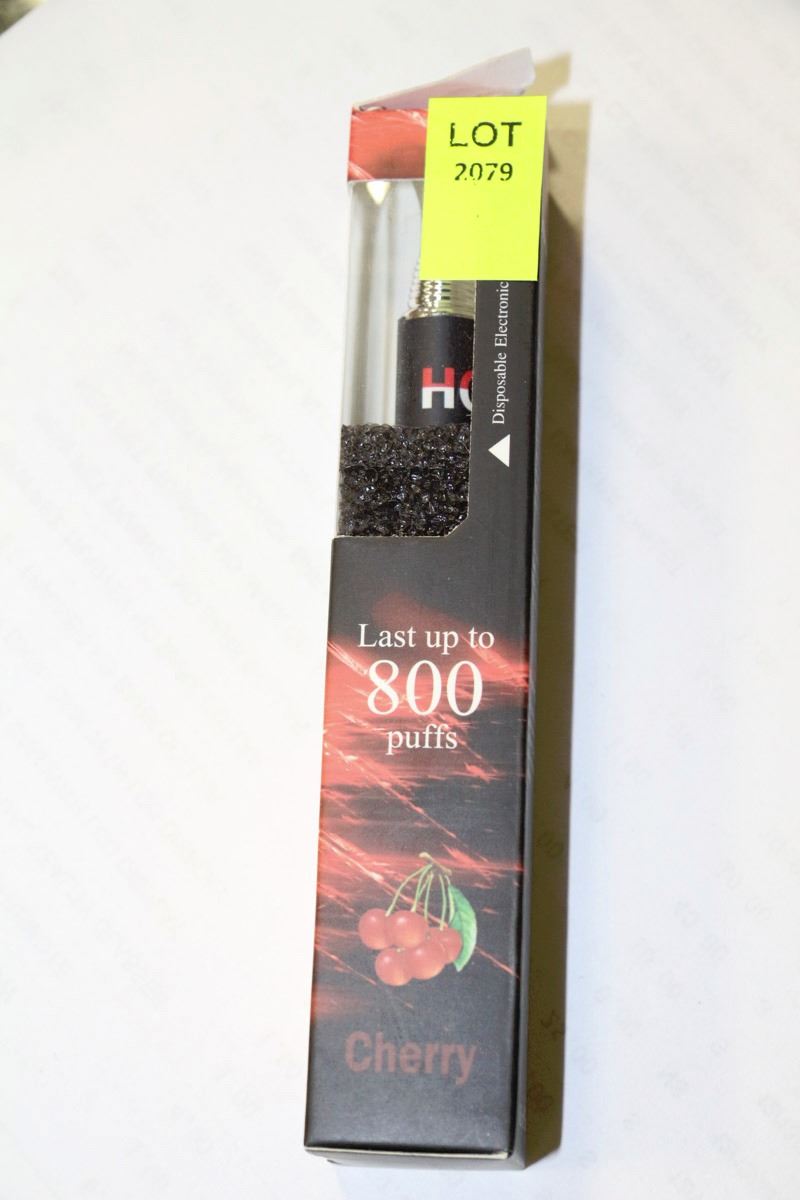 LOT
2079
Disposable Electronic
Last up to
800
puffs
Cherry